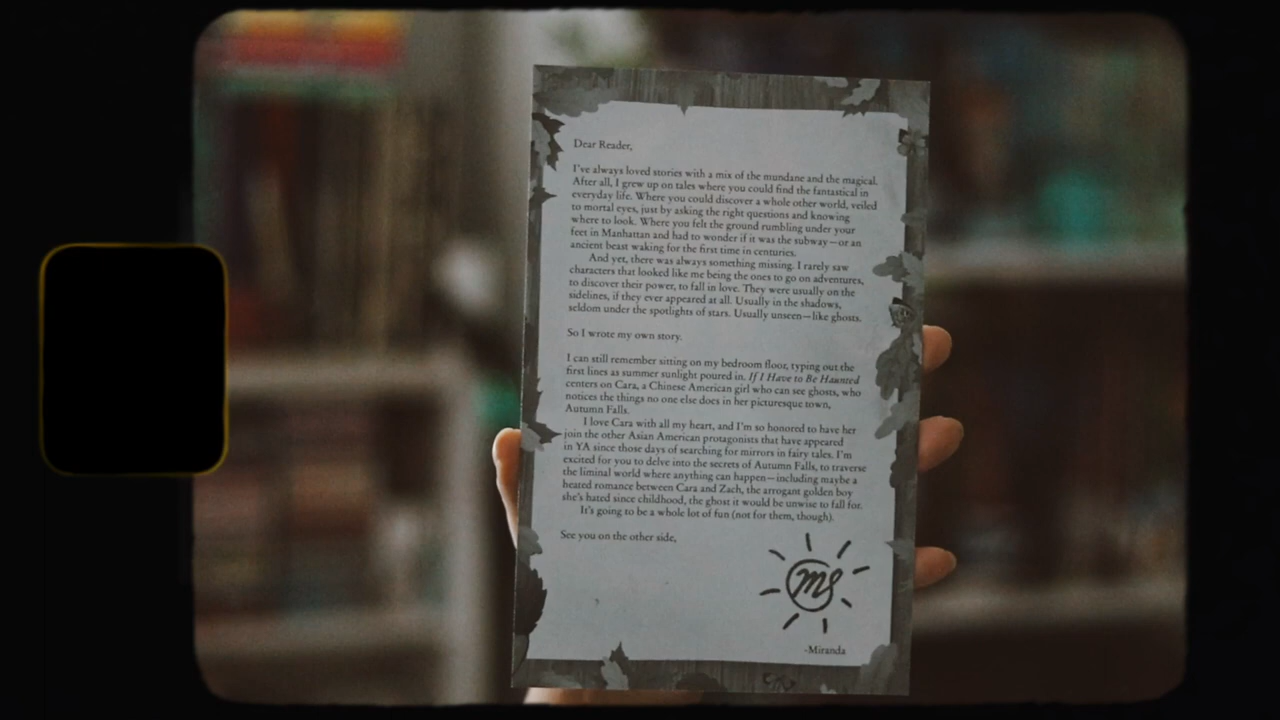 Dear Reader,
I've always loved stories with a mix of the mundane and the magical.
After all, I grew up on tales where you could find the fantastical in
everyday life. Where you could discover a whole other world, veiled
to mortal eyes, just by asking the right questions and knowing
where to look. Where you felt the ground rumbling under your
feet in Manhattan and had to wonder if it was the subway—or an
ancient beast waking for the first time in centuries.
And yet, there was always something missing. I rarely saw
characters that looked like me being the ones to go on adventures,
to discover their power, to fall in love. They were usually on the
sidelines, if they ever appeared at all. Usually in the shadows,
seldom under the spotlights of stars. Usually unseen—like ghosts.
So I wrote my own story.
I can still remember sitting on my bedroom floor, typing out the
first lines as summer sunlight poured in. If I Have to Be Haunted
centers on Cara, a Chinese American girl who can see ghosts, who
notices the things no one else does in her picturesque town,
Autumn Falls.
I love Cara with all my heart, and I'm so honored to have her
join the other Asian American protagonists that have appeared
in YA since those days of searching for mirrors in fairy tales. I'm
excited for you to delve into the secrets of Autumn Falls, to traverse
the liminal world where anything can happen—including maybe a
heated romance between Cara and Zach, the arrogant golden boy
she's hated since childhood, the ghost it would be unwise to fall for.
It's going to be a whole lot of fun (not for them, though).
See you on the other side,
ms
-Miranda